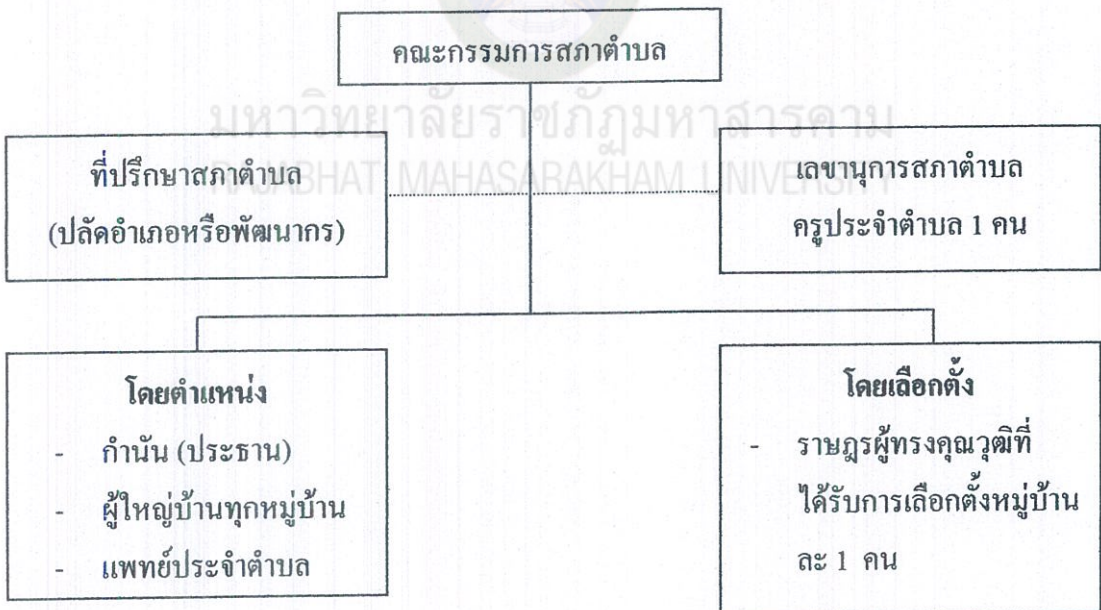 คณะกรรมการสภาตำบล
มหาวิทยาลัยราชภัฏมหาสารคาม
RAJABHAT MAHASARAKHAM UNIVERSITY
ที่ปรึกษาสภาตำบล
(ปลัดอำเภอหรือพัฒนากร)
เลขานุการสภาตำบล
ครูประจำตำบล 1 คน
โดยตำแหน่ง
- กำนัน (ประธาน)
- ผู้ใหญ่บ้านทุกหมู่บ้าน
- แพทย์ประจำตำบล
โดยเลือกตั้ง
- ราษฎรผู้ทรงคุณวุฒิที่
ได้รับการเลือกตั้งหมู่บ้าน
ละ 1 คน